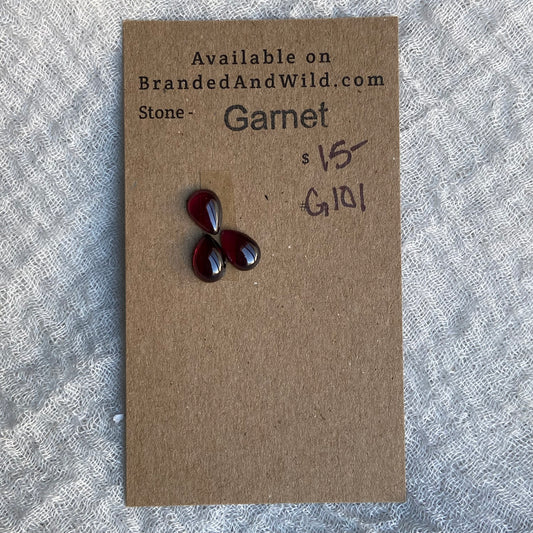 Available on
BrandedAndWild.com
Stone- Garnet
$ 15-
#G101